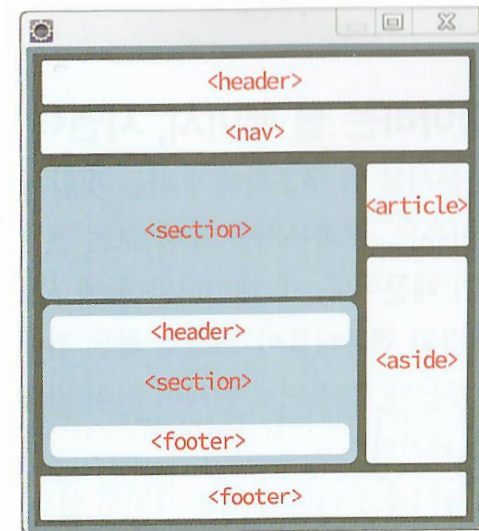 <header>
<nav>
<section>
<article>
<header>
<section>
<footer>
<aside>
<footer>